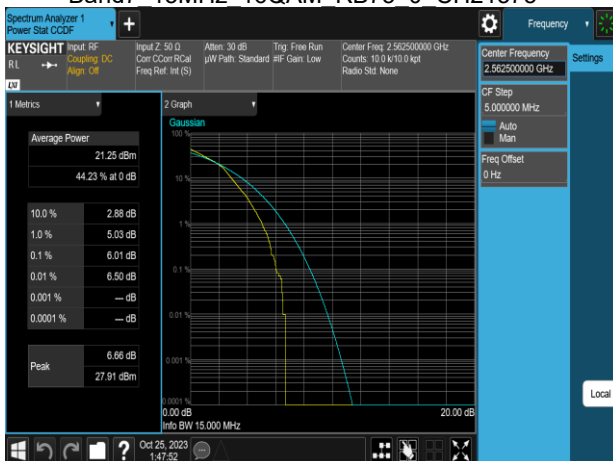 Spectrum Analyzer 1
Power Stat CCDF
Frequency
KEYSIGHT
RL
LXI
Input: RF
Coupling: DC
Align: Off
Input Z: 50 Ω
Corr CCorr RCal
Freq Ref: Int (S)
Atten: 30 dB
µW Path: Standard
Trig: Free Run
#IF Gain: Low
Center Freq: 2.562500000 GHz
Counts: 10.0 k/10.0 kpt
Radio Std: None
Center Frequency
2.562500000 GHz
Settings
CF Step
5.000000 MHz
Auto
Man
Freq Offset
0 Hz
Local
1 Metrics
Average Power
21.25 dBm
44.23 % at 0 dB
10.0 % 2.88 dB
1.0 % 5.03 dB
0.1 % 6.01 dB
0.01 % 6.50 dB
0.001 % --- dB
0.0001 % --- dB
Peak
6.66 dB
27.91 dBm
2 Graph
Gaussian
100 %
10 %
1 %
0.1 %
0.01 %
0.001 %
0.0001 %
0.00 dB
20.00 dB
Info BW 15.000 MHz
?
Oct 25, 2023
1:47:52